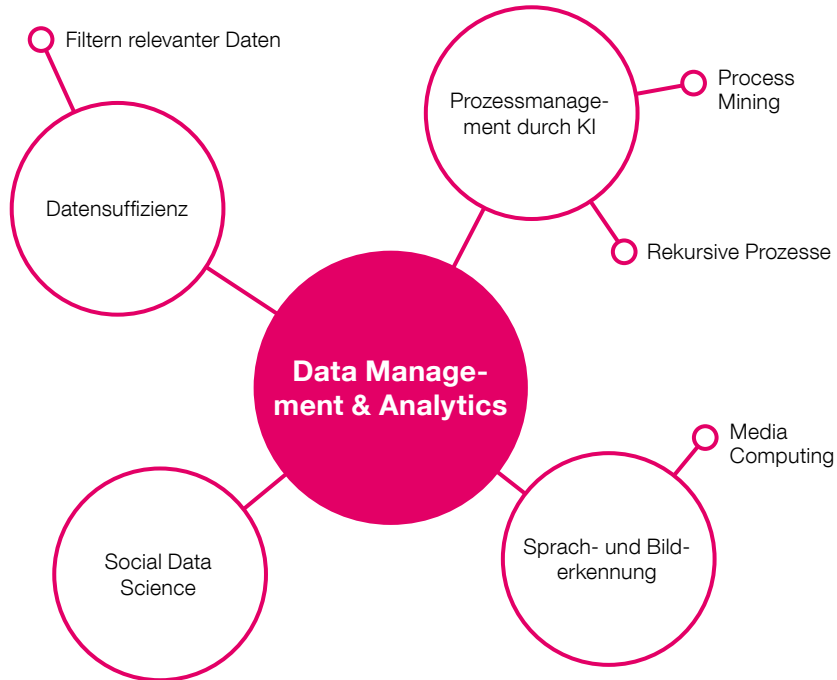 Filtern relevanter Daten
Datensuffizienz
Prozessmanage-
ment durch KI
Process
Mining
Rekursive Prozesse
Data Manage-
ment & Analytics
Media
Computing
Social Data
Science
Sprach- und Bild-
erkennung